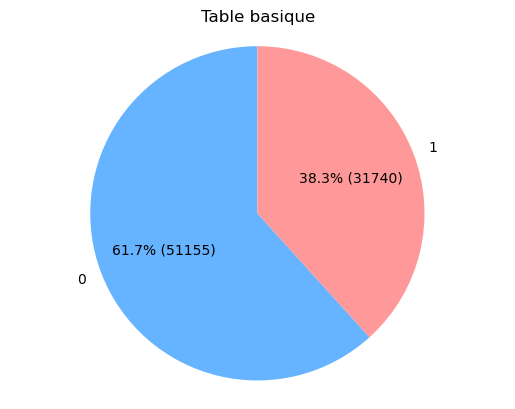 Table basique
1
38.3% (31740)
61.7% (51155)
0